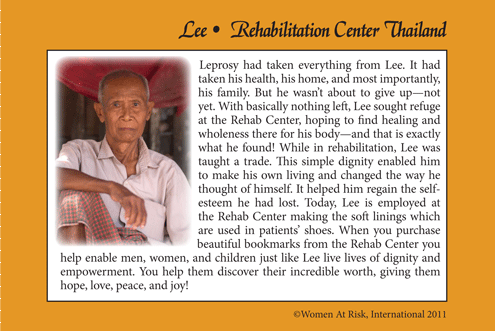 Lee • Rehabilitation Center Thailand
Leprosy had taken everything from Lee. It had
taken his health, his home, and most importantly,
his family. But he wasn't about to give up—not
yet. With basically nothing left, Lee sought refuge
at the Rehab Center, hoping to find healing and
wholeness there for his body—and that is exactly
what he found! While in rehabilitation, Lee was
taught a trade. This simple dignity enabled him
to make his own living and changed the way he
thought of himself. It helped him regain the self-
esteem he had lost. Today, Lee is employed at
the Rehab Center making the soft linings which
are used in patients' shoes. When you purchase
beautiful bookmarks from the Rehab Center you
help enable men, women, and children just like Lee live lives of dignity and
empowerment. You help them discover their incredible worth, giving them
hope, love, peace, and joy!
©Women At Risk, International 2011